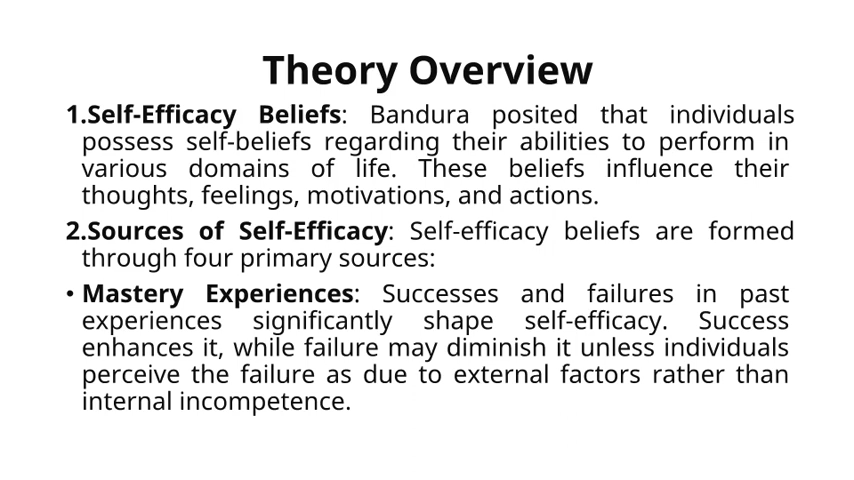 Theory Overview
1.Self-Efficacy Beliefs: Bandura posited that individuals
possess self-beliefs regarding their abilities to perform in
various domains of life. These beliefs influence their
thoughts, feelings, motivations, and actions.
2.Sources of Self-Efficacy: Self-efficacy beliefs are formed
through four primary sources:
• Mastery Experiences: Successes and failures in past
experiences significantly shape self-efficacy. Success
enhances it, while failure may diminish it unless individuals
perceive the failure as due to external factors rather than
internal incompetence.